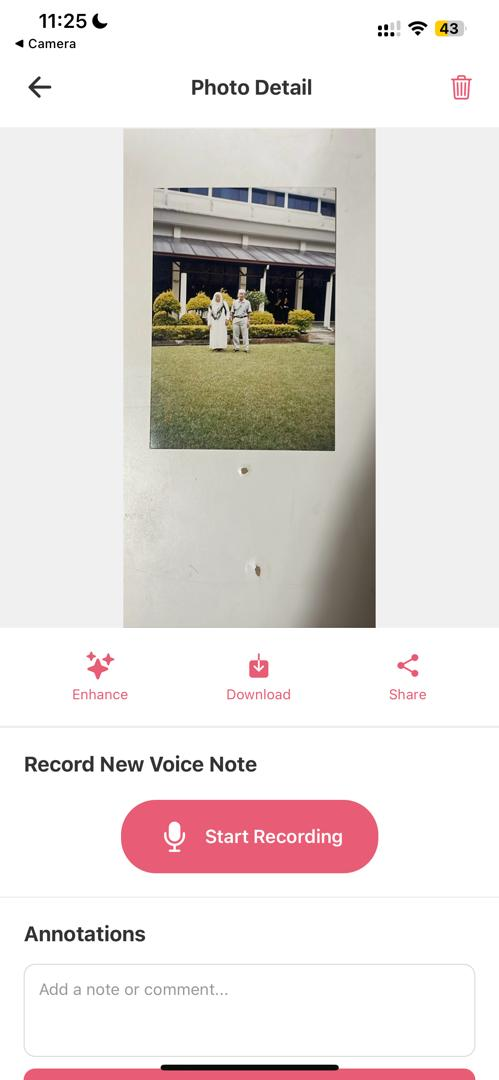 11:25
43
◀ Camera
Photo Detail
Enhance Download Share
Record New Voice Note
Start Recording
Annotations
Add a note or comment...